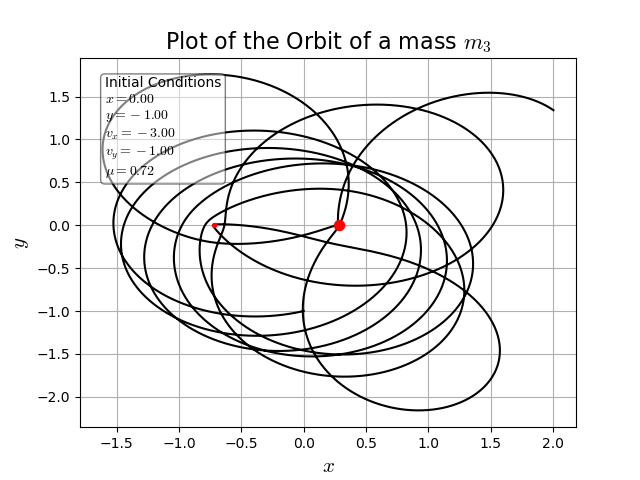 Plot of the Orbit of a mass m₃
Initial Conditions
x = 0.00
y = −1.00
vₓ = −3.00
v_y = −1.00
μ = 0.72
1.5
1.0
0.5
0.0
−0.5
−1.0
−1.5
−2.0
y
−1.5 −1.0 −0.5 0.0 0.5 1.0 1.5 2.0
x